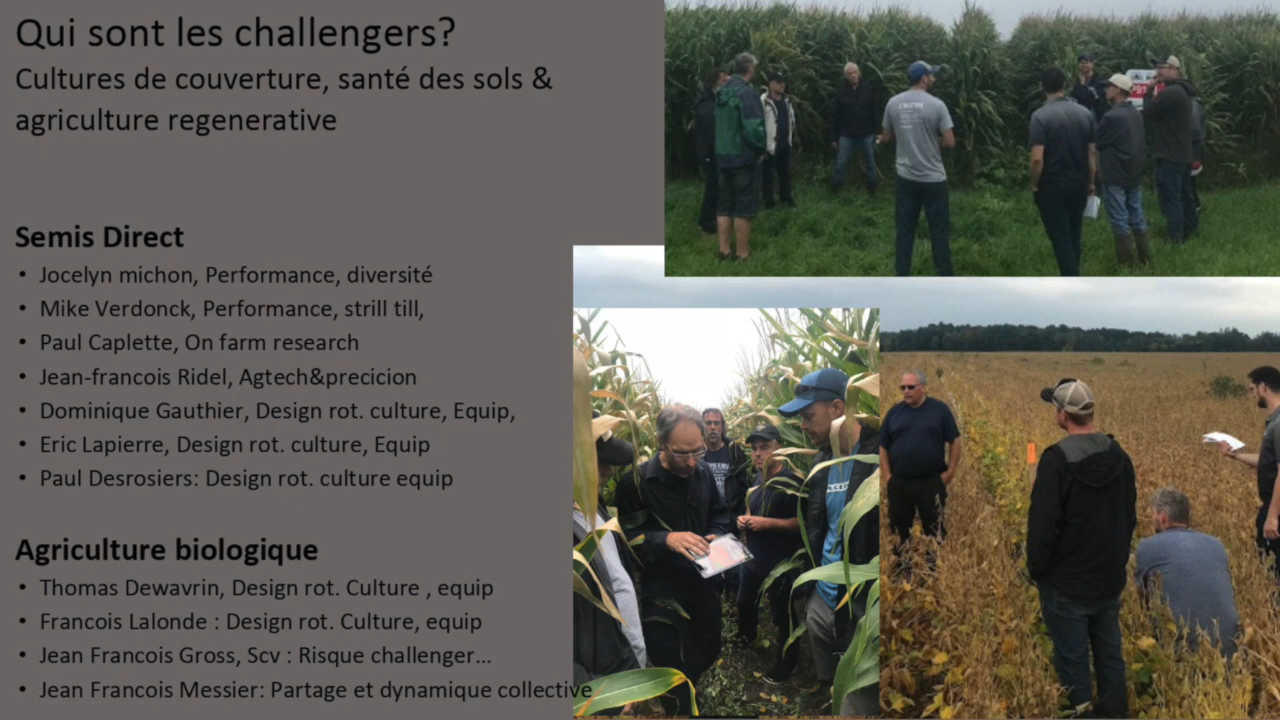 Qui sont les challengers?
Cultures de couverture, santé des sols &
agriculture regenerative
Semis Direct
• Jocelyn michon, Performance, diversité
• Mike Verdonck, Performance, strill till,
• Paul Caplette, On farm research
• Jean-francois Ridel, Agtech&precicion
• Dominique Gauthier, Design rot. culture, Equip,
• Eric Lapierre, Design rot. culture, Equip
• Paul Desrosiers: Design rot. culture equip
Agriculture biologique
• Thomas Dewavrin, Design rot. Culture , equip
• Francois Lalonde : Design rot. Culture, equip
• Jean Francois Gross, Scv : Risque challenger...
• Jean Francois Messier: Partage et dynamique collective